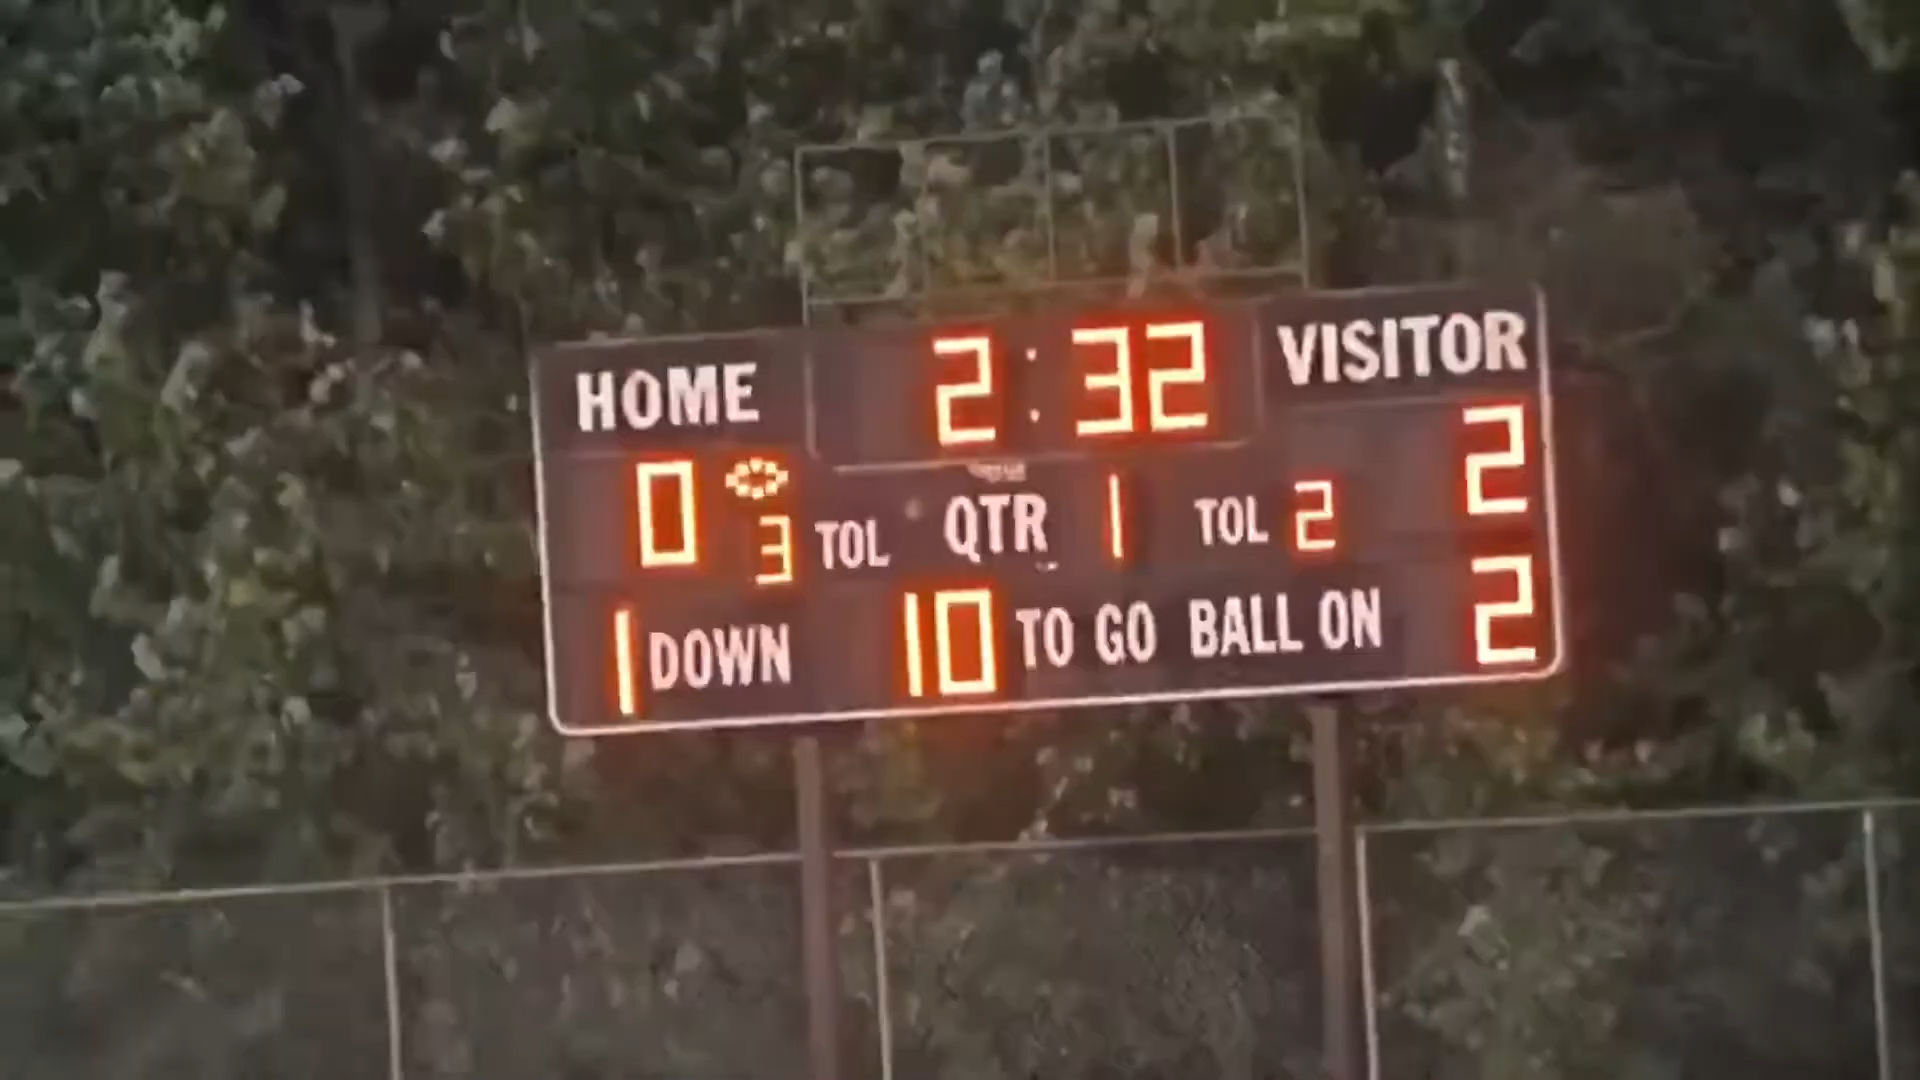 HOME 2:32 VISITOR
0 3 TOL QTR 1 TOL 2 2
1 DOWN 10 TO GO BALL ON 2